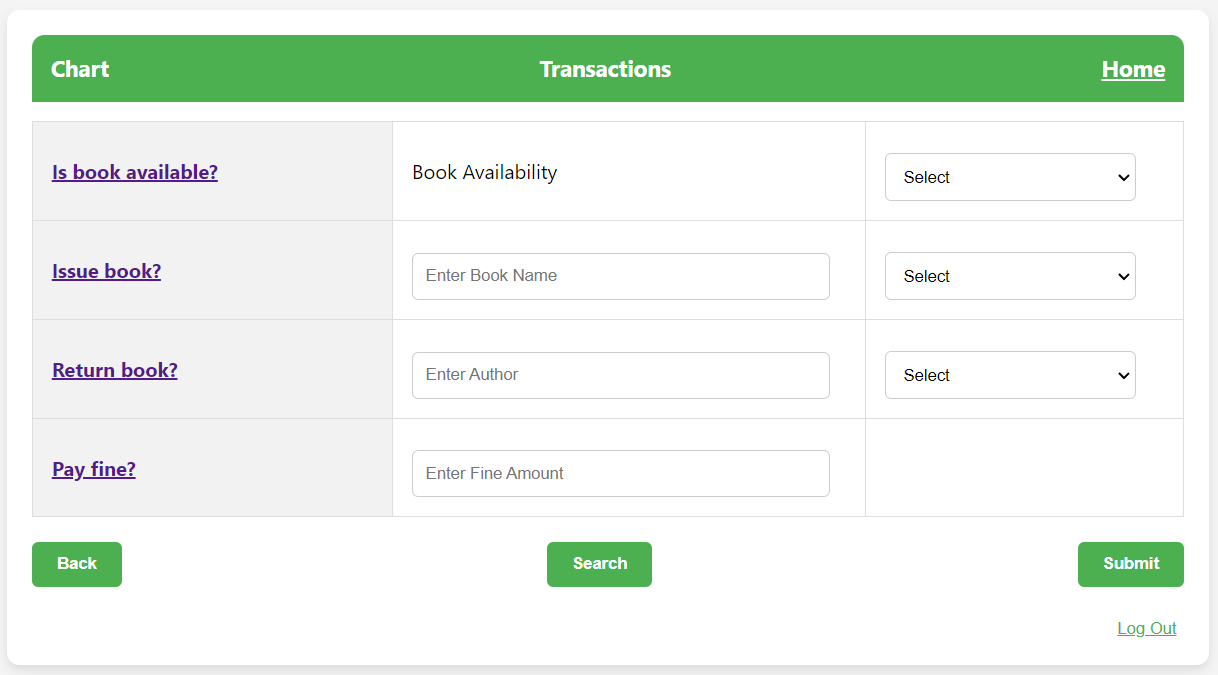 Chart Transactions Home
Is book available? Book Availability Select
Issue book? Enter Book Name Select
Return book? Enter Author Select
Pay fine? Enter Fine Amount
Back Search Submit
Log Out